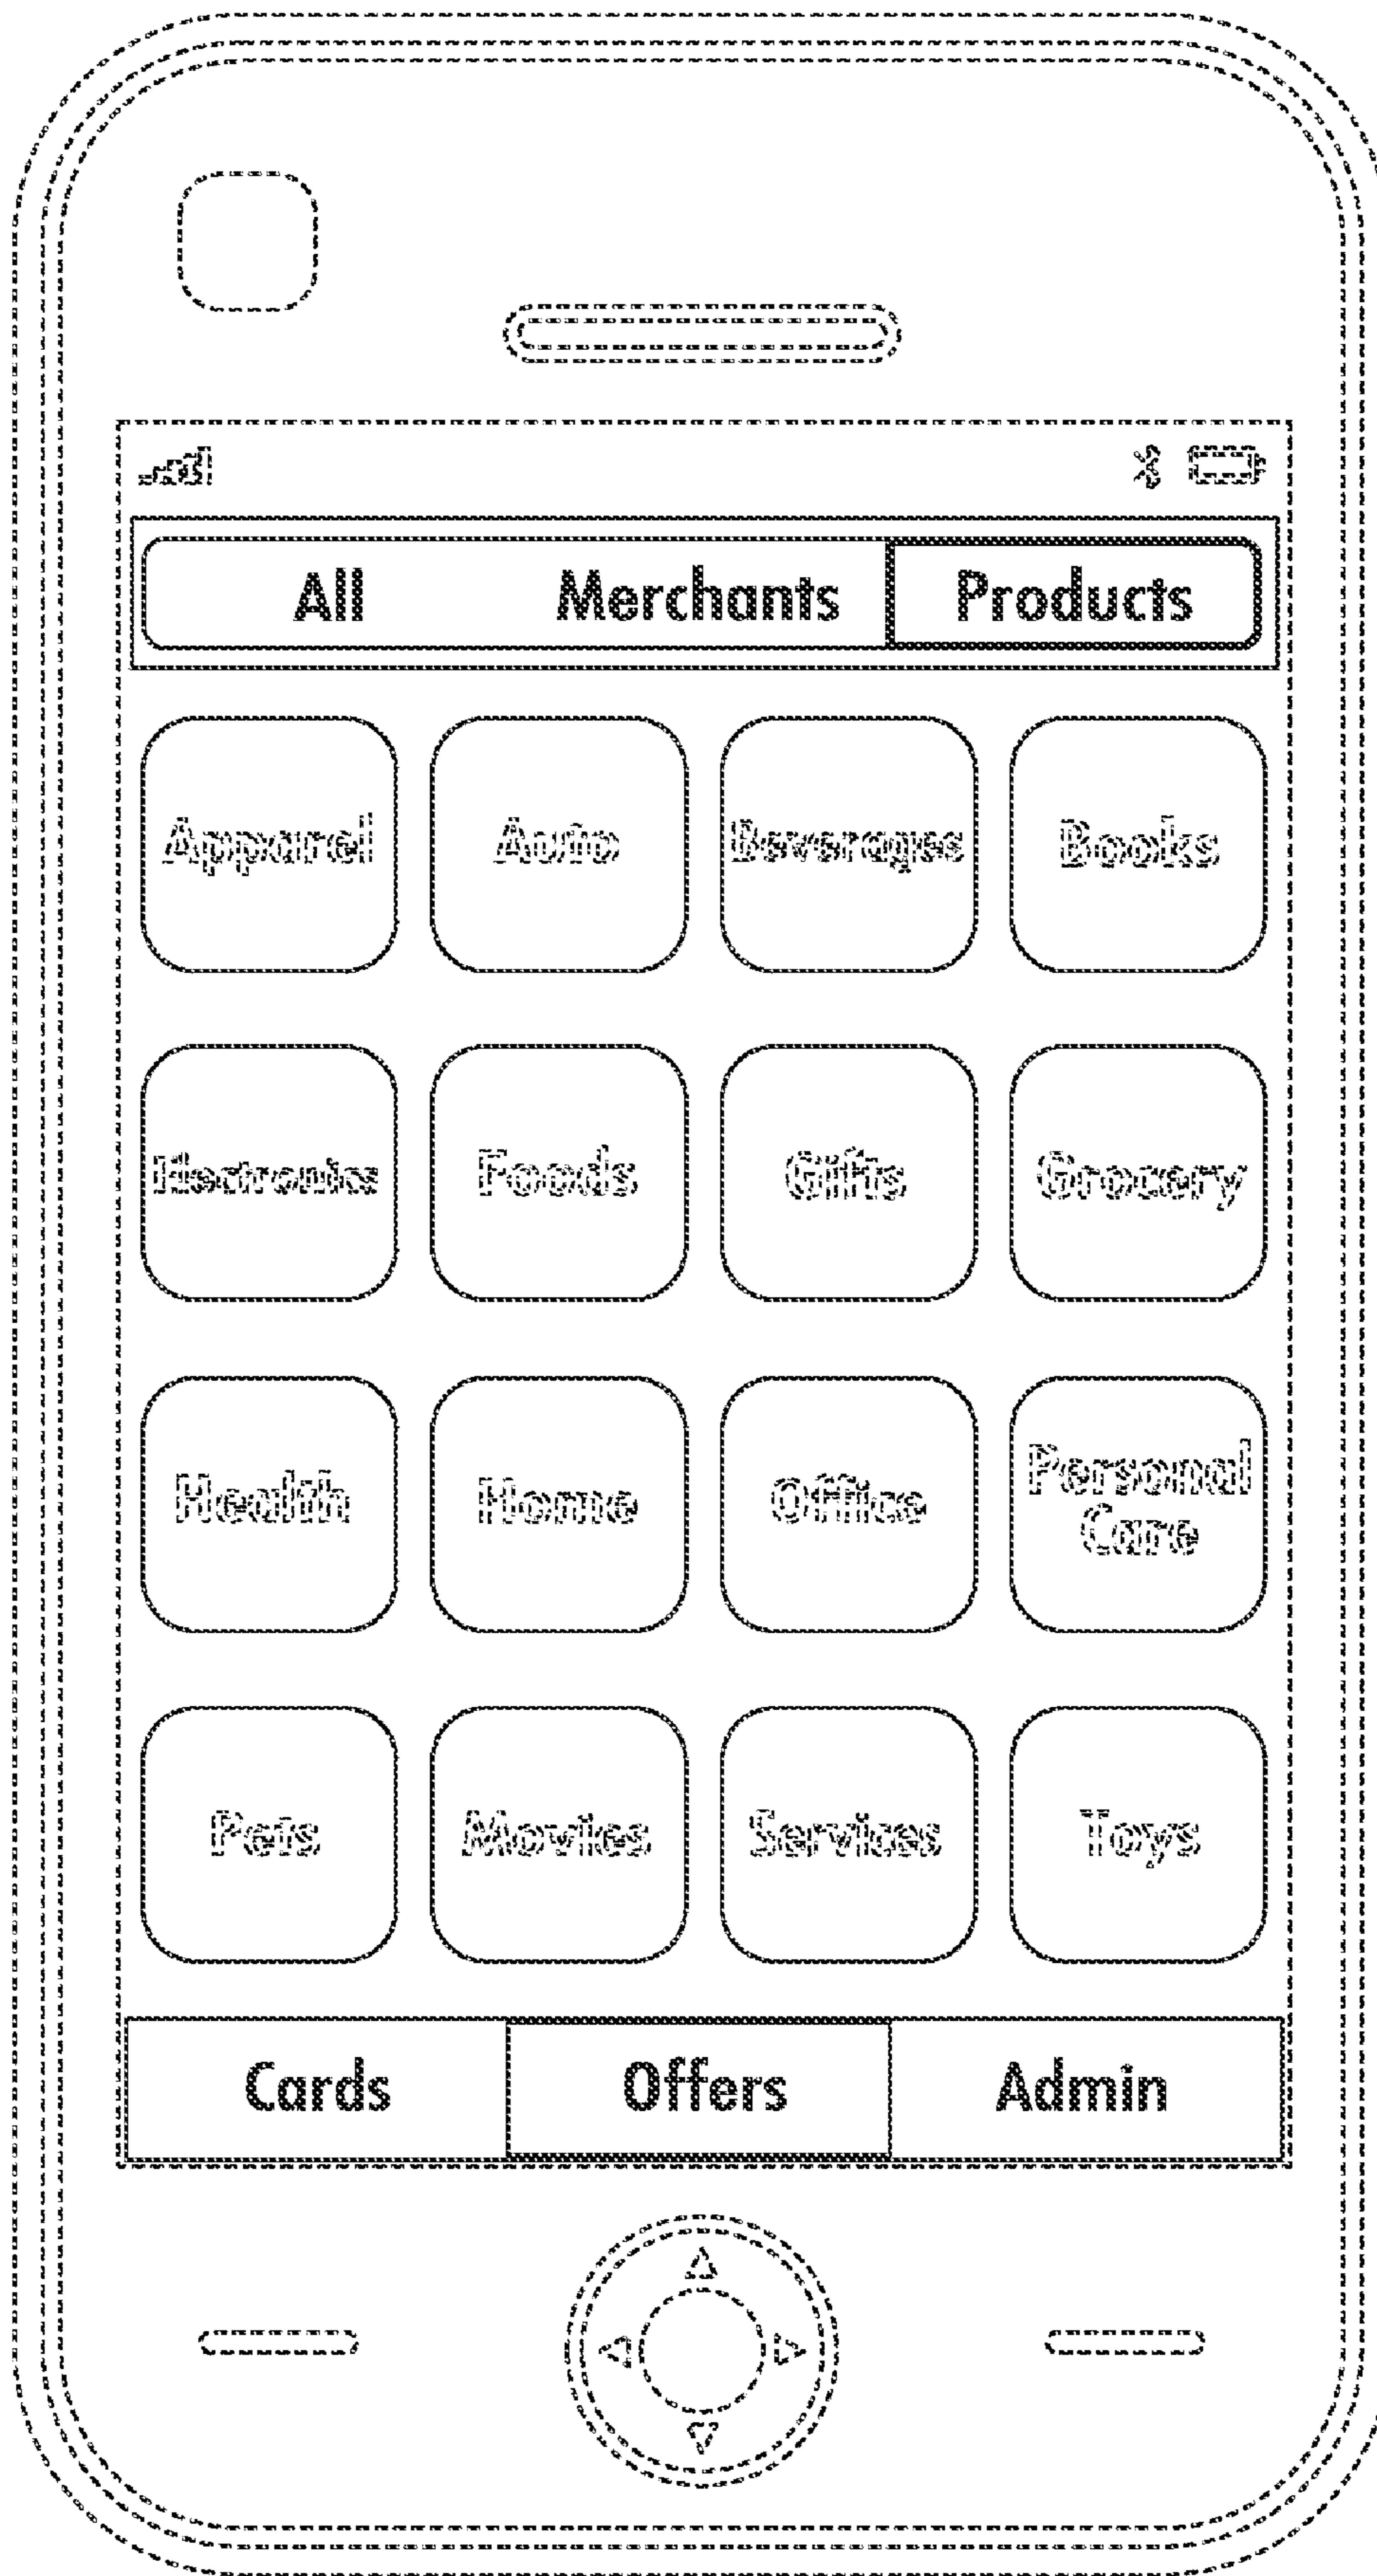 All Merchants Products
Apparel Auto Beverages Books
Electronics Foods Gifts Grocery
Health Home Office Personal
Care
Pets Movies Services Toys
Cards Offers Admin